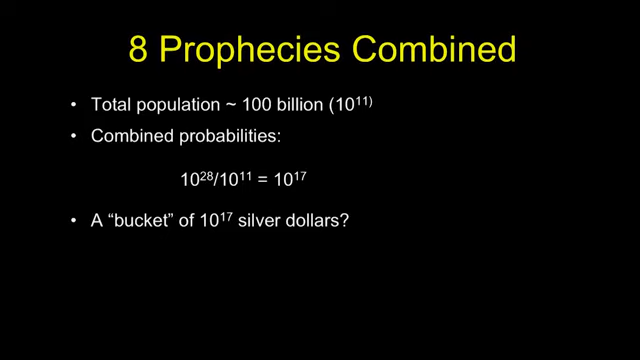 8 Prophecies Combined
• Total population ~ 100 billion (10¹¹⁾
• Combined probabilities:
10²⁸/10¹¹ = 10¹⁷
• A “bucket” of 10¹⁷ silver dollars?